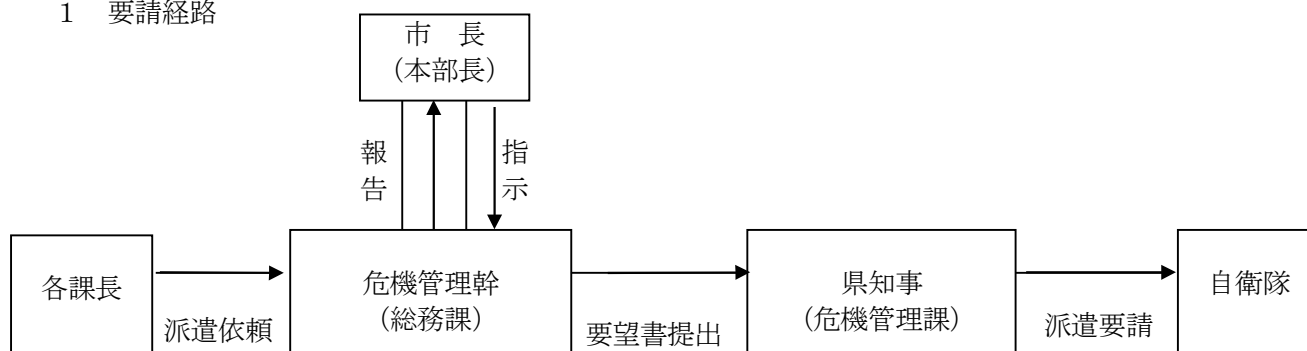 1 要請経路
市 長
(本部長)
報告
指示
各課長
派遣依頼
危機管理幹
(総務課)
要望書提出
県知事
(危機管理課)
派遣要請
自衛隊